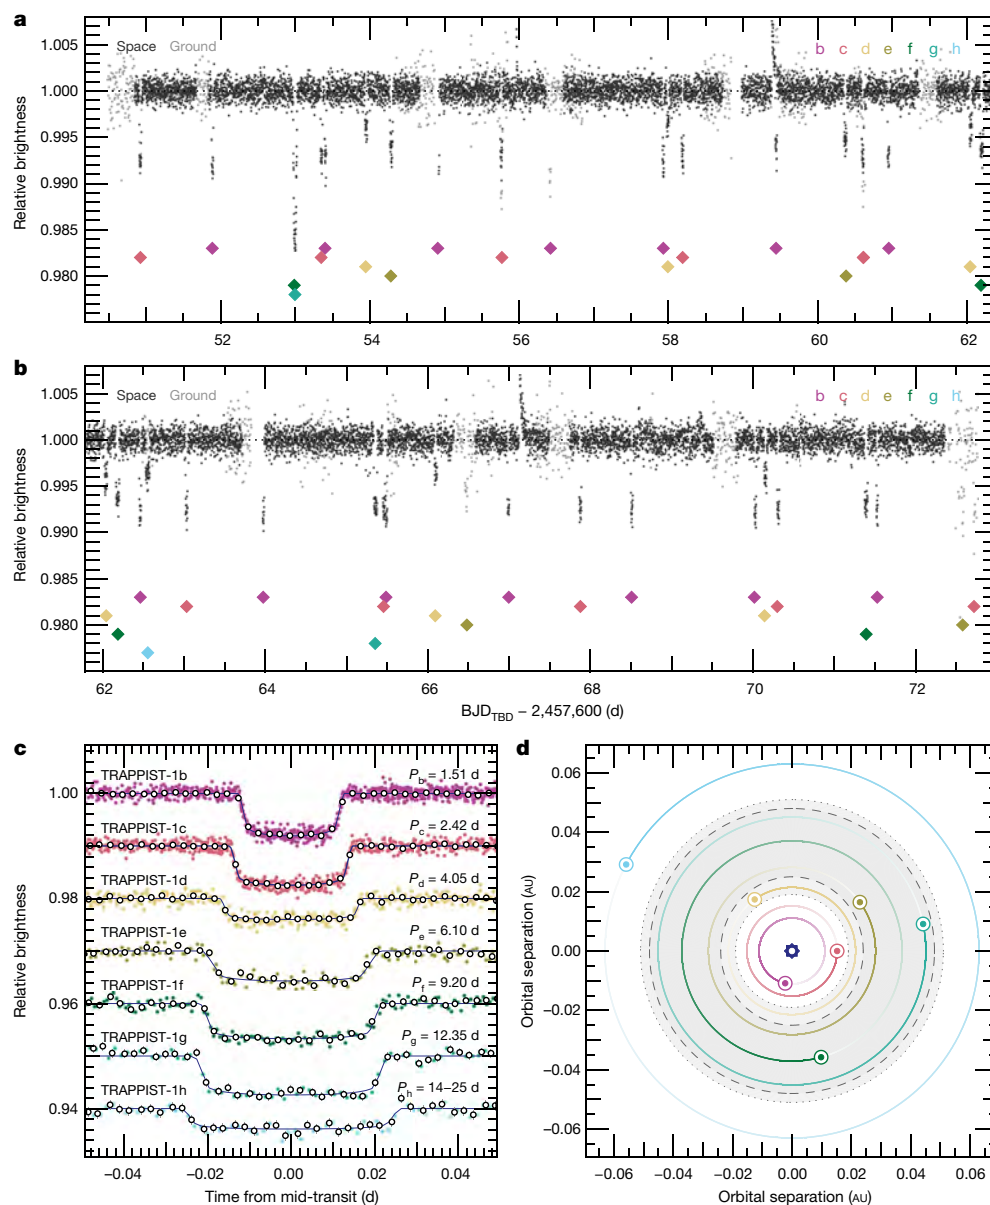 a
Space Ground
b c d e f g h
1.005
1.000
0.995
0.990
0.985
0.980
Relative brightness
52 54 56 58 60 62
b
Space Ground
b c d e f g h
1.005
1.000
0.995
0.990
0.985
0.980
Relative brightness
62 64 66 68 70 72
BJD_TBD − 2,457,600 (d)
c
TRAPPIST-1b P_b = 1.51 d
TRAPPIST-1c P_c = 2.42 d
TRAPPIST-1d P_d = 4.05 d
TRAPPIST-1e P_e = 6.10 d
TRAPPIST-1f P_f = 9.20 d
TRAPPIST-1g P_g = 12.35 d
TRAPPIST-1h P_h = 14–25 d
1.00
0.98
0.96
0.94
Relative brightness
−0.04 −0.02 0.00 0.02 0.04
Time from mid-transit (d)
d
0.06
0.04
0.02
0.00
−0.02
−0.04
−0.06
Orbital separation (AU)
−0.06 −0.04 −0.02 0.00 0.02 0.04 0.06
Orbital separation (AU)